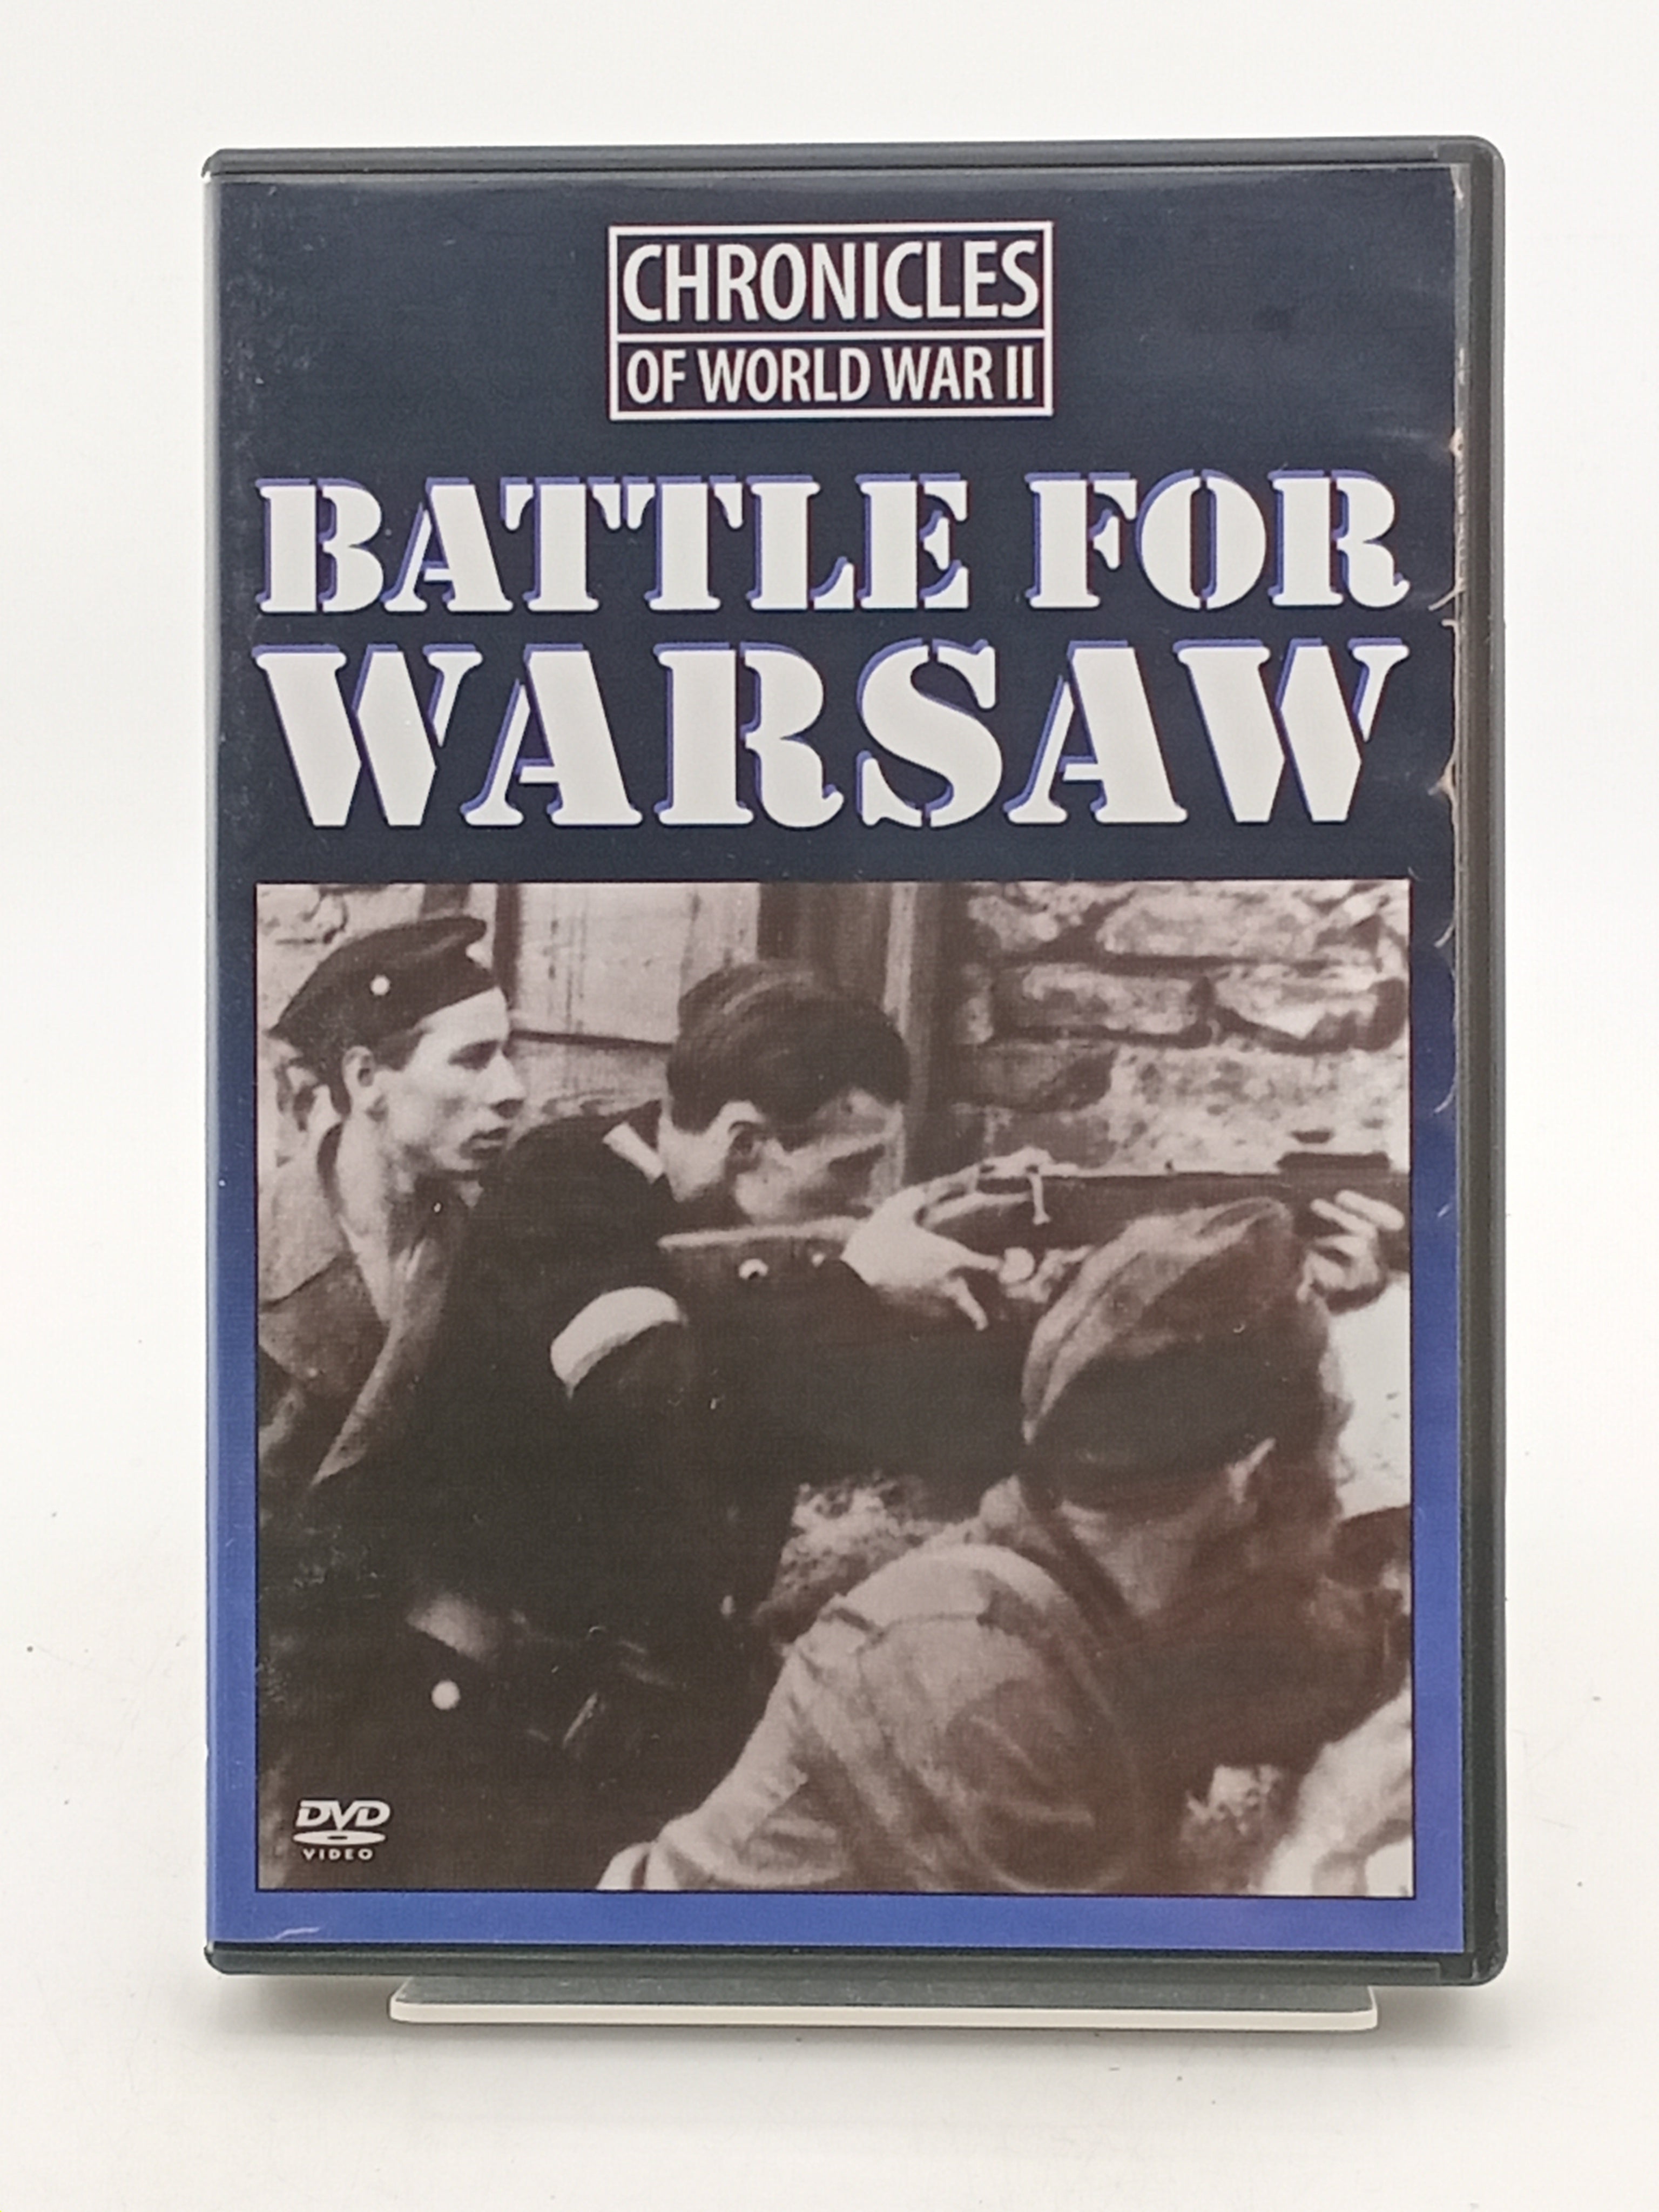 CHRONICLES
OF WORLD WAR II
BATTLE FOR
WARSAW
DVD
VIDEO